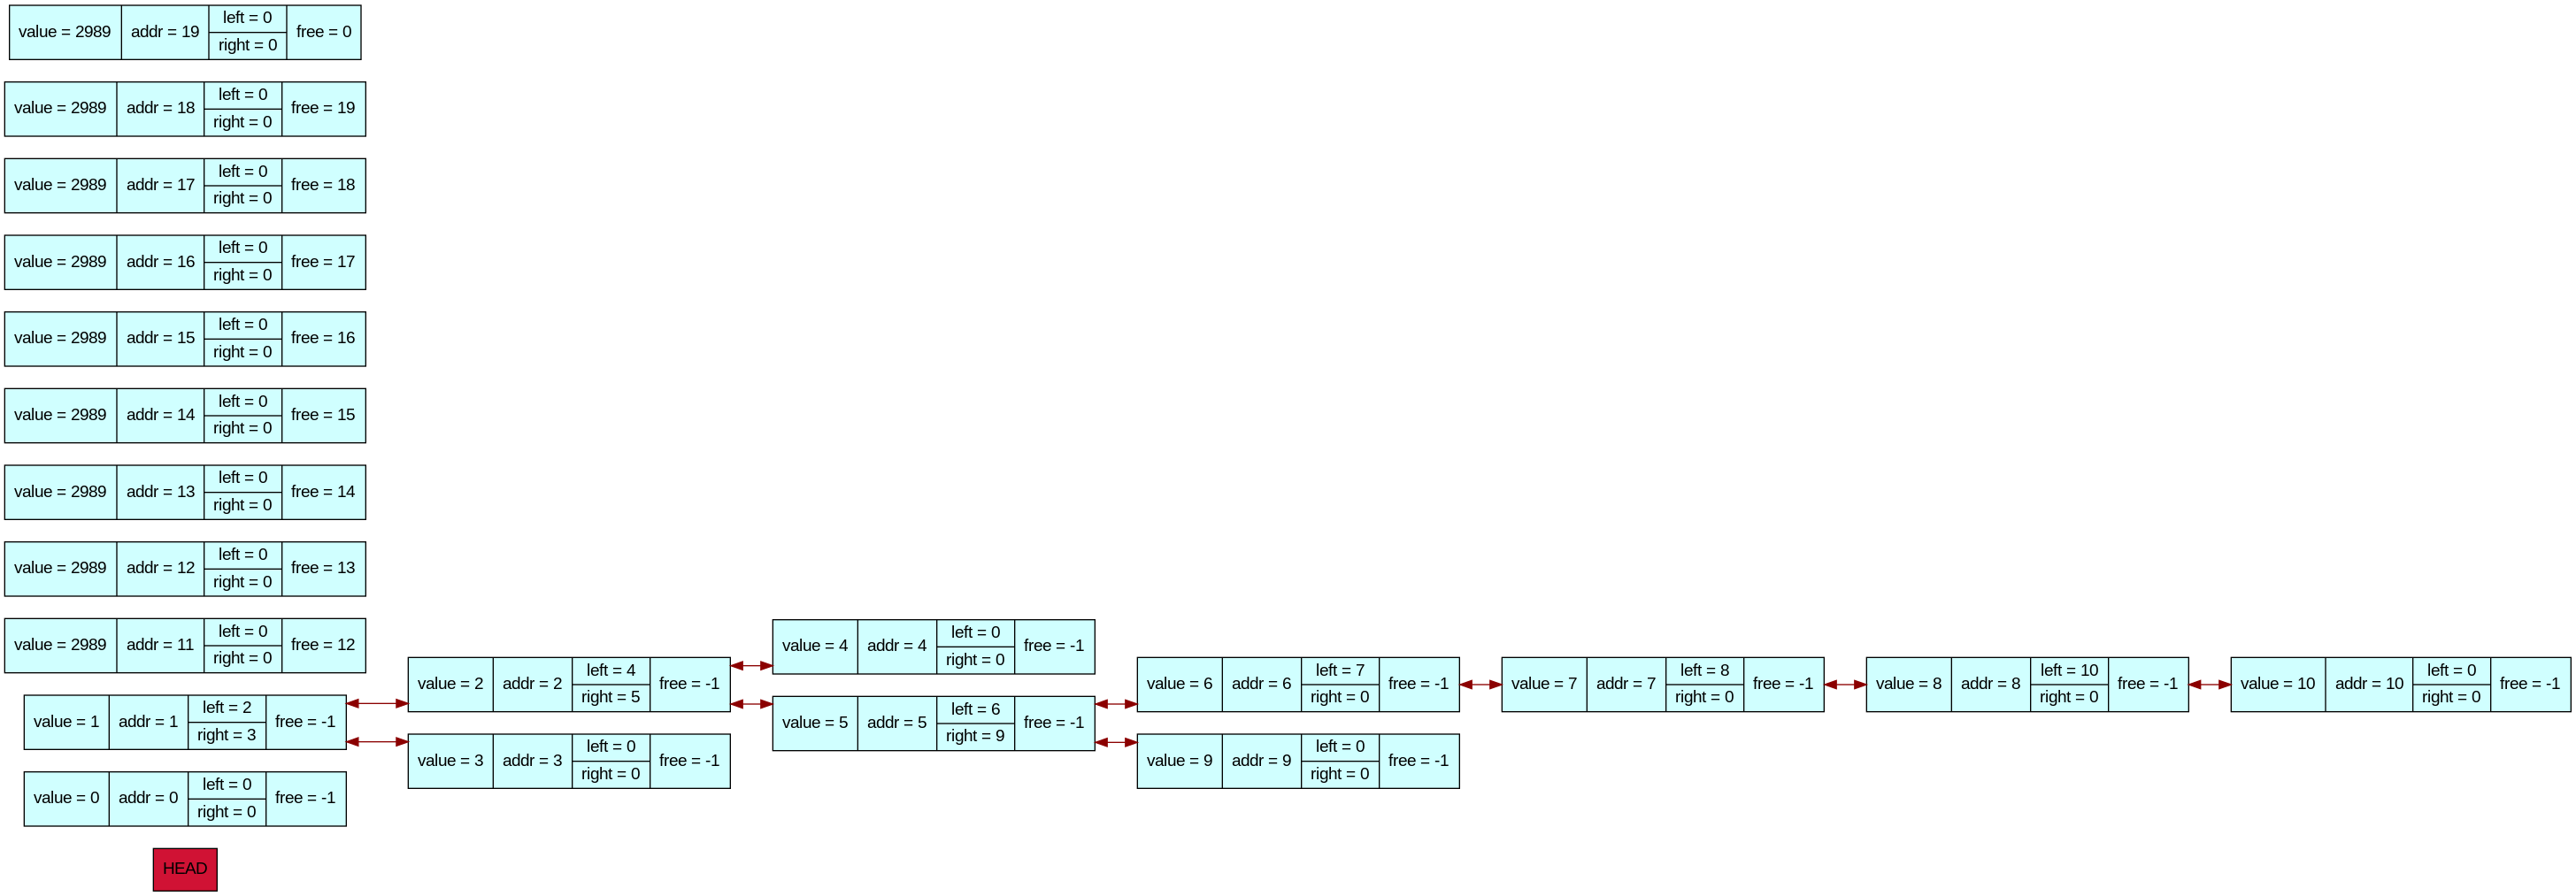 value = 2989 addr = 19 left = 0 right = 0 free = 0
value = 2989 addr = 18 left = 0 right = 0 free = 19
value = 2989 addr = 17 left = 0 right = 0 free = 18
value = 2989 addr = 16 left = 0 right = 0 free = 17
value = 2989 addr = 15 left = 0 right = 0 free = 16
value = 2989 addr = 14 left = 0 right = 0 free = 15
value = 2989 addr = 13 left = 0 right = 0 free = 14
value = 2989 addr = 12 left = 0 right = 0 free = 13
value = 2989 addr = 11 left = 0 right = 0 free = 12
value = 1 addr = 1 left = 2 right = 3 free = -1
value = 0 addr = 0 left = 0 right = 0 free = -1
HEAD
value = 2 addr = 2 left = 4 right = 5 free = -1
value = 3 addr = 3 left = 0 right = 0 free = -1
value = 4 addr = 4 left = 0 right = 0 free = -1
value = 5 addr = 5 left = 6 right = 9 free = -1
value = 6 addr = 6 left = 7 right = 0 free = -1
value = 9 addr = 9 left = 0 right = 0 free = -1
value = 7 addr = 7 left = 8 right = 0 free = -1
value = 8 addr = 8 left = 10 right = 0 free = -1
value = 10 addr = 10 left = 0 right = 0 free = -1